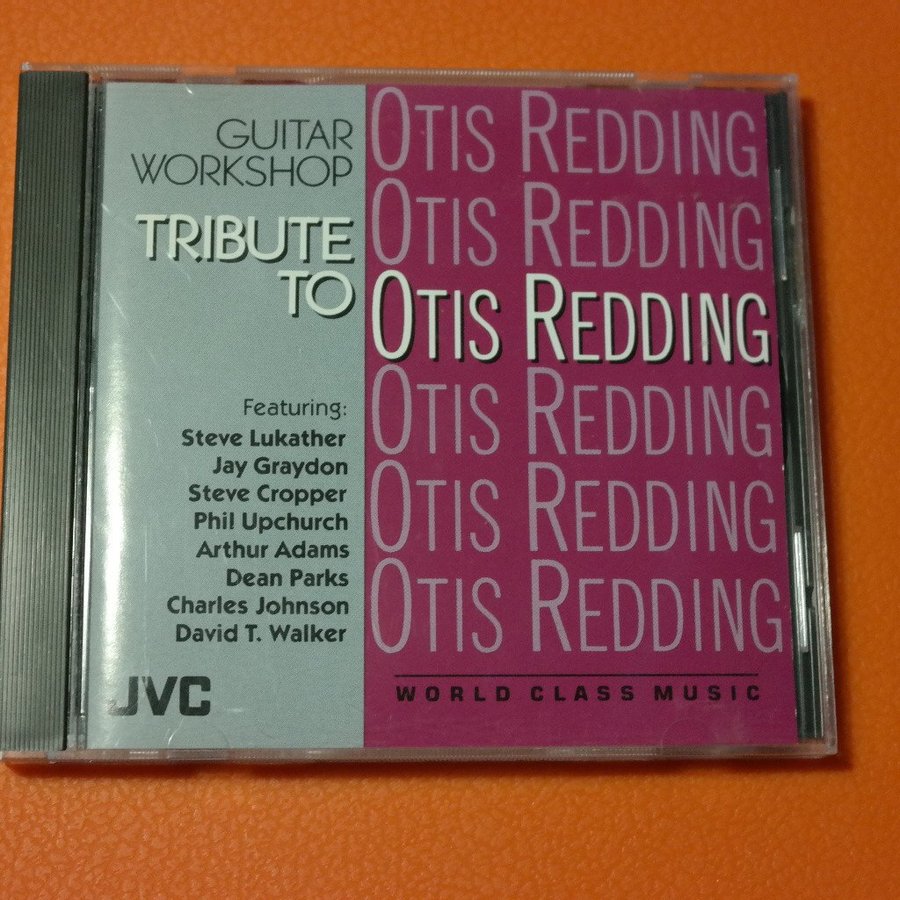 GUITAR
WORKSHOP
TRIBUTE
TO
OTIS REDDING
OTIS REDDING
OTIS REDDING
OTIS REDDING
OTIS REDDING
OTIS REDDING
Featuring:
Steve Lukather
Jay Graydon
Steve Cropper
Phil Upchurch
Arthur Adams
Dean Parks
Charles Johnson
David T. Walker
JVC
WORLD CLASS MUSIC